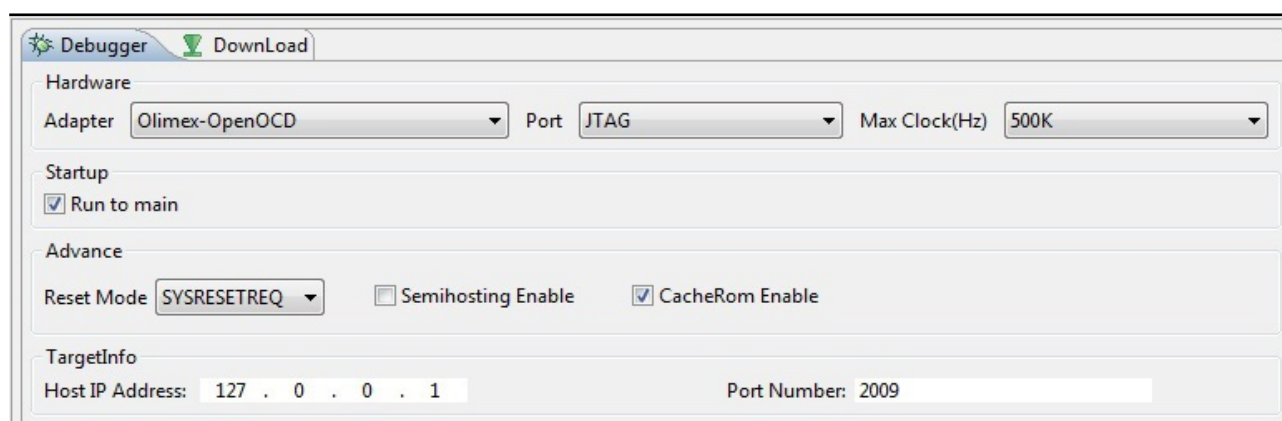 Debugger DownLoad
Hardware
Adapter Olimex-OpenOCD Port JTAG Max Clock(Hz) 500K
Startup
Run to main
Advance
Reset Mode SYSRESETREQ Semihosting Enable CacheRom Enable
TargetInfo
Host IP Address: 127 . 0 . 0 . 1 Port Number: 2009